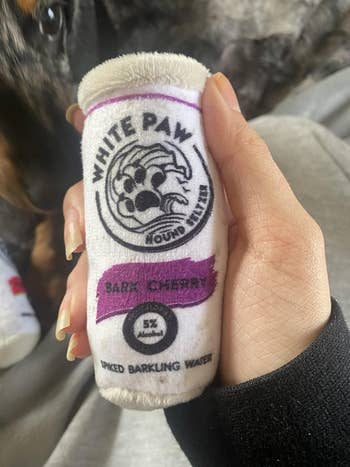 WHITE PAW
HOUND SELTZER
BARK CHERRY
5%
Alcohol
SPIKED BARKLING WATER